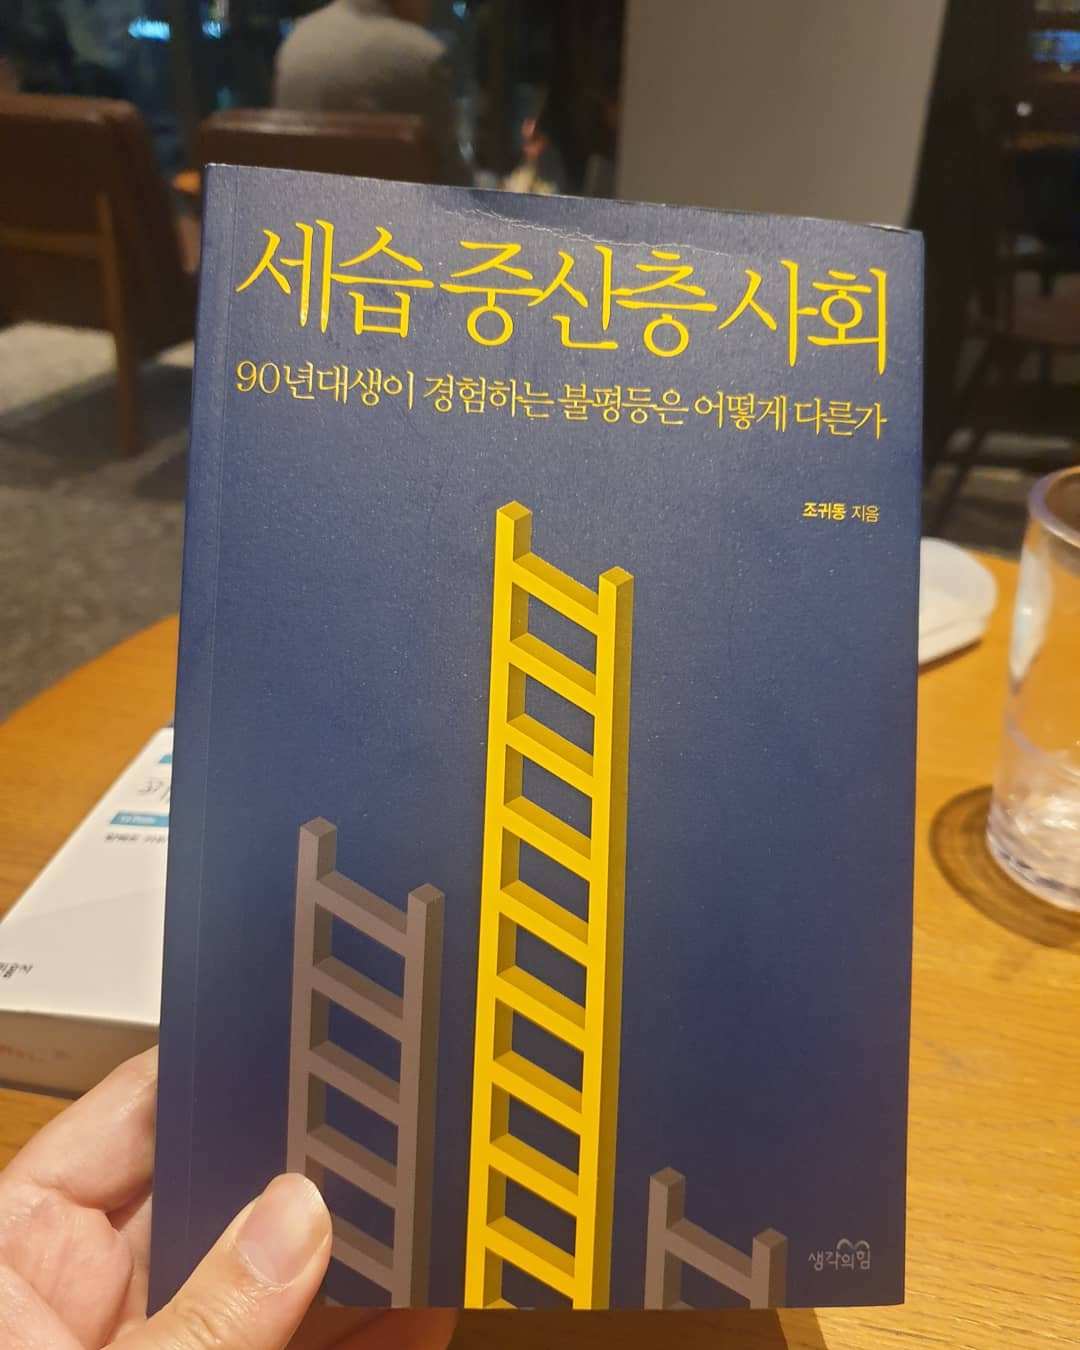 세습 중산층 사회
90년대생이 경험하는 불평등은 어떻게 다른가
조귀동 지음
생각의힘